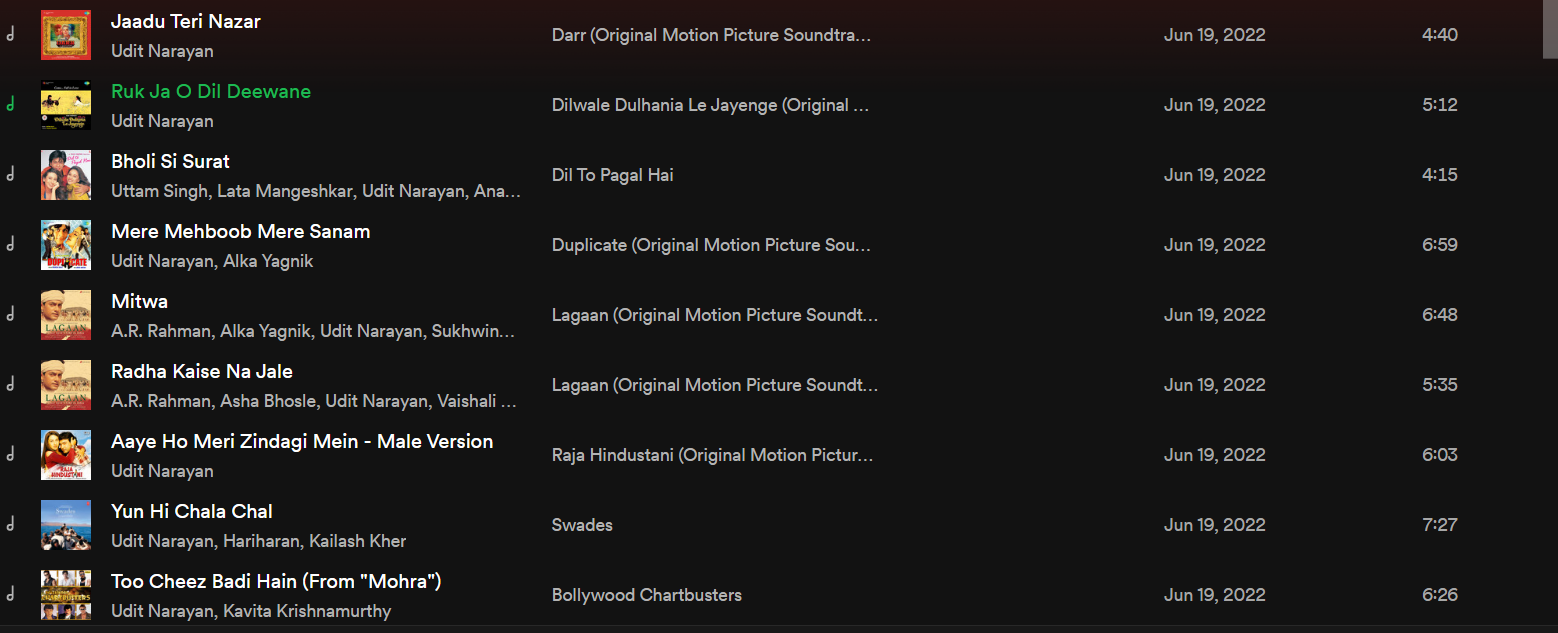 Jaadu Teri Nazar
Udit Narayan
Darr (Original Motion Picture Soundtra...
Jun 19, 2022
4:40
Ruk Ja O Dil Deewane
Udit Narayan
Dilwale Dulhania Le Jayenge (Original ...
Jun 19, 2022
5:12
Bholi Si Surat
Uttam Singh, Lata Mangeshkar, Udit Narayan, Ana...
Dil To Pagal Hai
Jun 19, 2022
4:15
Mere Mehboob Mere Sanam
Udit Narayan, Alka Yagnik
Duplicate (Original Motion Picture Sou...
Jun 19, 2022
6:59
LAGAAN
Mitwa
A.R. Rahman, Alka Yagnik, Udit Narayan, Sukhwin...
Lagaan (Original Motion Picture Soundt...
Jun 19, 2022
6:48
LAGAAN
Radha Kaise Na Jale
A.R. Rahman, Asha Bhosle, Udit Narayan, Vaishali ...
Lagaan (Original Motion Picture Soundt...
Jun 19, 2022
5:35
RAJA HINDUSTANI
Aaye Ho Meri Zindagi Mein - Male Version
Udit Narayan
Raja Hindustani (Original Motion Pictur...
Jun 19, 2022
6:03
Swades
Yun Hi Chala Chal
Udit Narayan, Hariharan, Kailash Kher
Swades
Jun 19, 2022
7:27
Too Cheez Badi Hain (From "Mohra")
Udit Narayan, Kavita Krishnamurthy
Bollywood Chartbusters
Jun 19, 2022
6:26